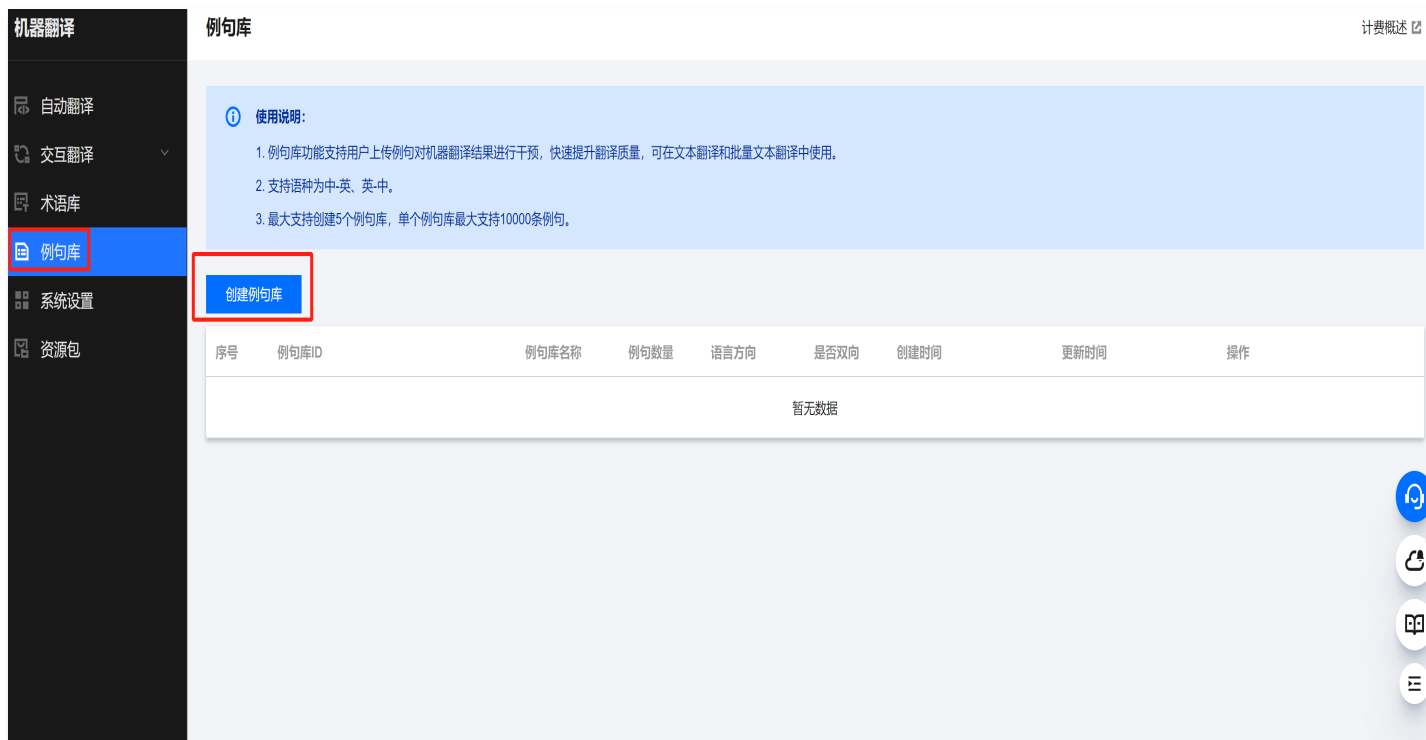 机器翻译
例句库
计费概述
自动翻译
交互翻译
术语库
例句库
系统设置
资源包
使用说明：
1. 例句库功能支持用户上传例句对机器翻译结果进行干预，快速提升翻译质量，可在文本翻译和批量文本翻译中使用。
2. 支持语种为中-英、英-中。
3. 最大支持创建5个例句库，单个例句库最大支持10000条例句。
创建例句库
序号 例句库ID 例句库名称 例句数量 语言方向 是否双向 创建时间 更新时间 操作
暂无数据